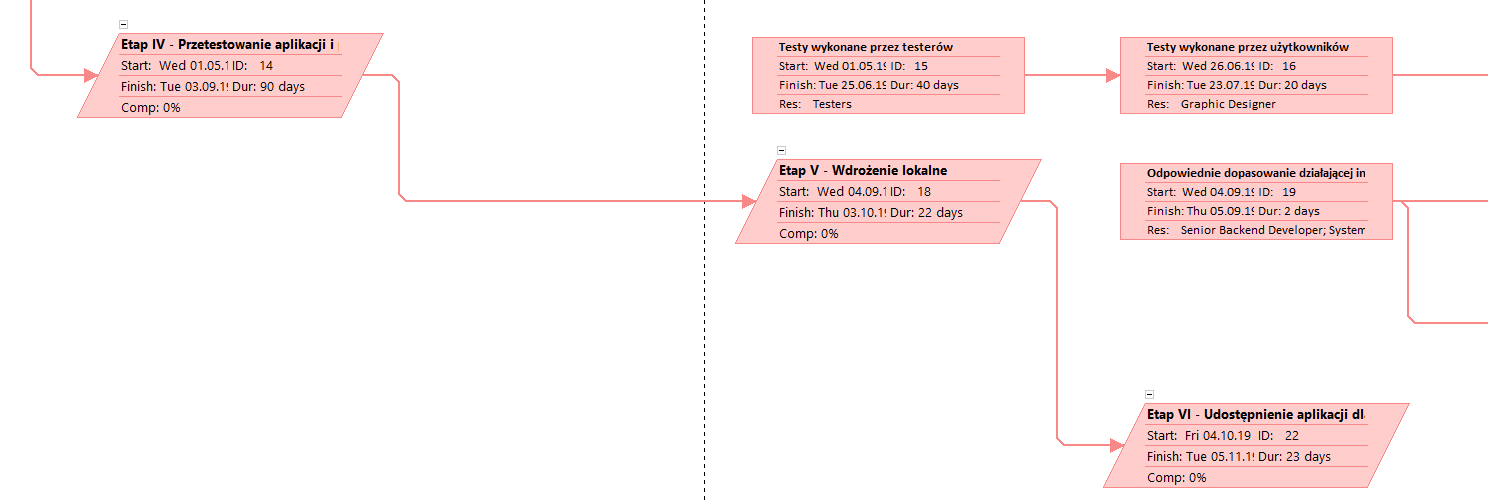 Etap IV - Przetestowanie aplikacji i
Start: Wed 01.05.1 ID: 14
Finish: Tue 03.09.1 Dur: 90 days
Comp: 0%
Testy wykonane przez testerów
Start: Wed 01.05.19 ID: 15
Finish: Tue 25.06.19 Dur: 40 days
Res: Testers
Testy wykonane przez użytkowników
Start: Wed 26.06.19 ID: 16
Finish: Tue 23.07.19 Dur: 20 days
Res: Graphic Designer
Etap V - Wdrożenie lokalne
Start: Wed 04.09.1 ID: 18
Finish: Thu 03.10.19 Dur: 22 days
Comp: 0%
Odpowiednie dopasowanie działającej in
Start: Wed 04.09.19 ID: 19
Finish: Thu 05.09.19 Dur: 2 days
Res: Senior Backend Developer; System
Etap VI - Udostępnienie aplikacji dl
Start: Fri 04.10.19 ID: 22
Finish: Tue 05.11.19 Dur: 23 days
Comp: 0%